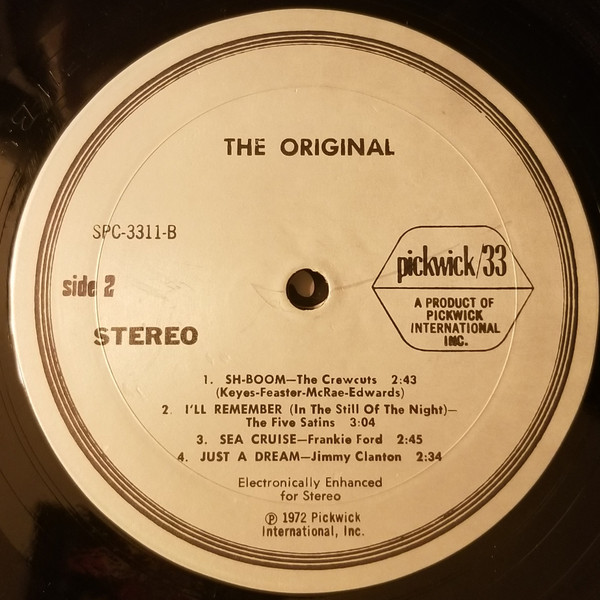 THE ORIGINAL
SPC-3311-B
side 2
STEREO
pickwick/33
A PRODUCT OF
PICKWICK
INTERNATIONAL
INC.
1. SH-BOOM—The Crewcuts 2:43
(Keyes-Feaster-McRae-Edwards)
2. I'LL REMEMBER (In The Still Of The Night)—
The Five Satins 3:04
3. SEA CRUISE—Frankie Ford 2:45
4. JUST A DREAM—Jimmy Clanton 2:34
Electronically Enhanced
for Stereo
℗ 1972 Pickwick
International, Inc.